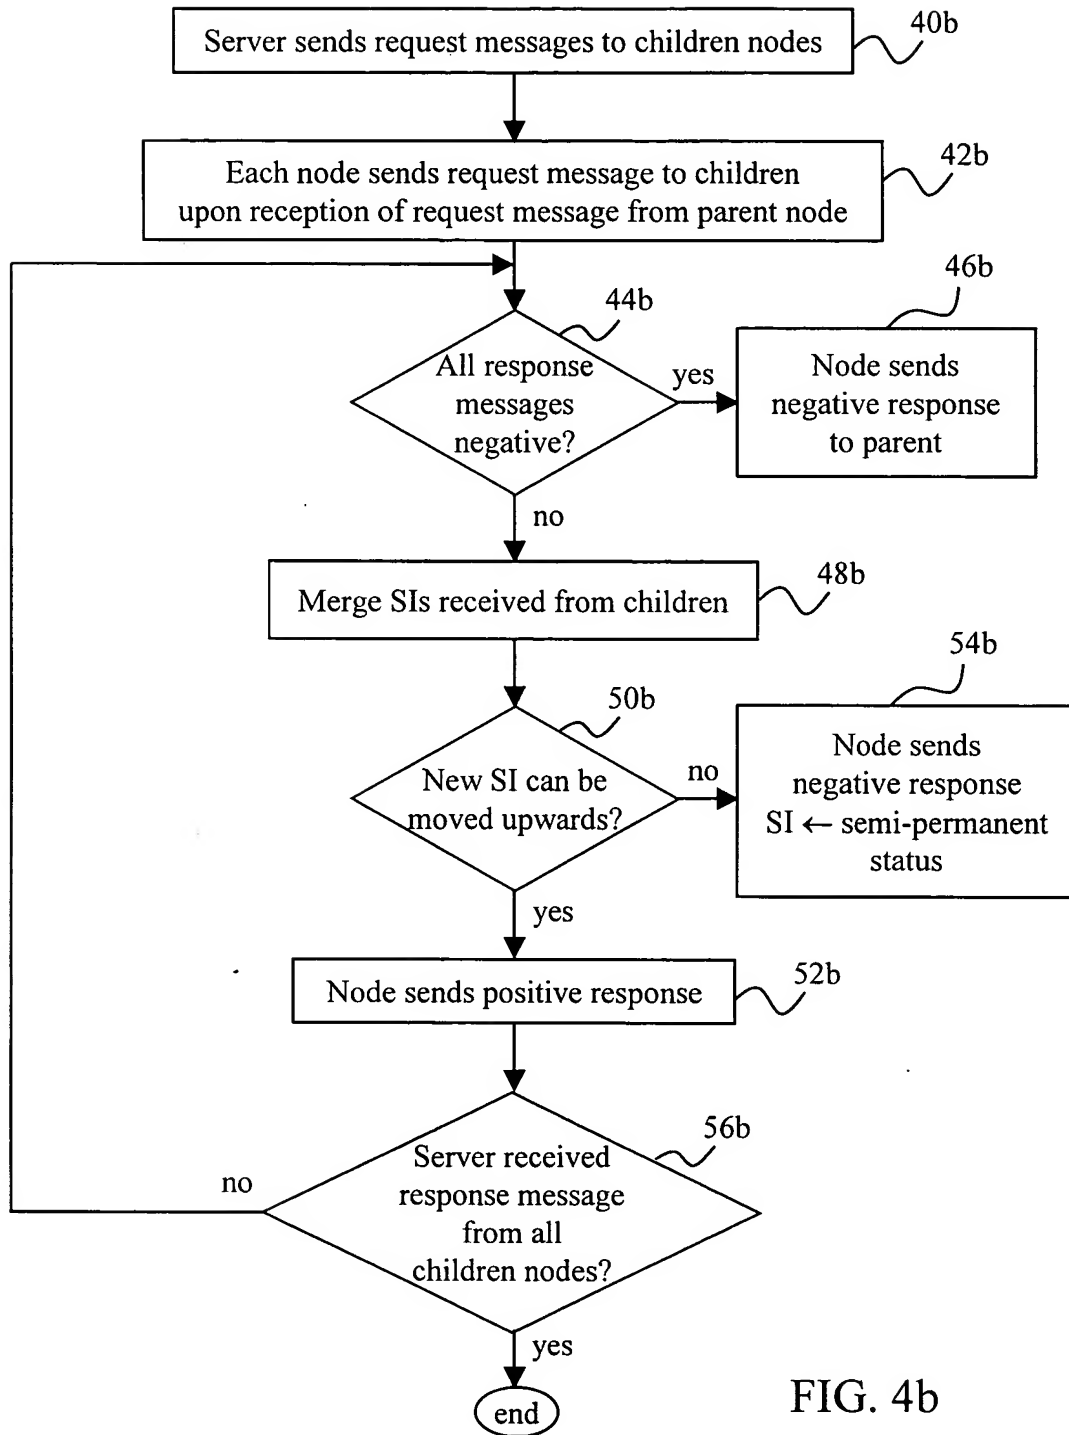 Server sends request messages to children nodes
40b
Each node sends request message to children
upon reception of request message from parent node
42b
44b
46b
All response
messages
negative?
yes
Node sends
negative response
to parent
no
Merge SIs received from children
48b
50b
54b
New SI can be
moved upwards?
no
Node sends
negative response
SI ← semi-permanent
status
yes
Node sends positive response
52b
56b
Server received
response message
from all
children nodes?
no
yes
end
FIG. 4b